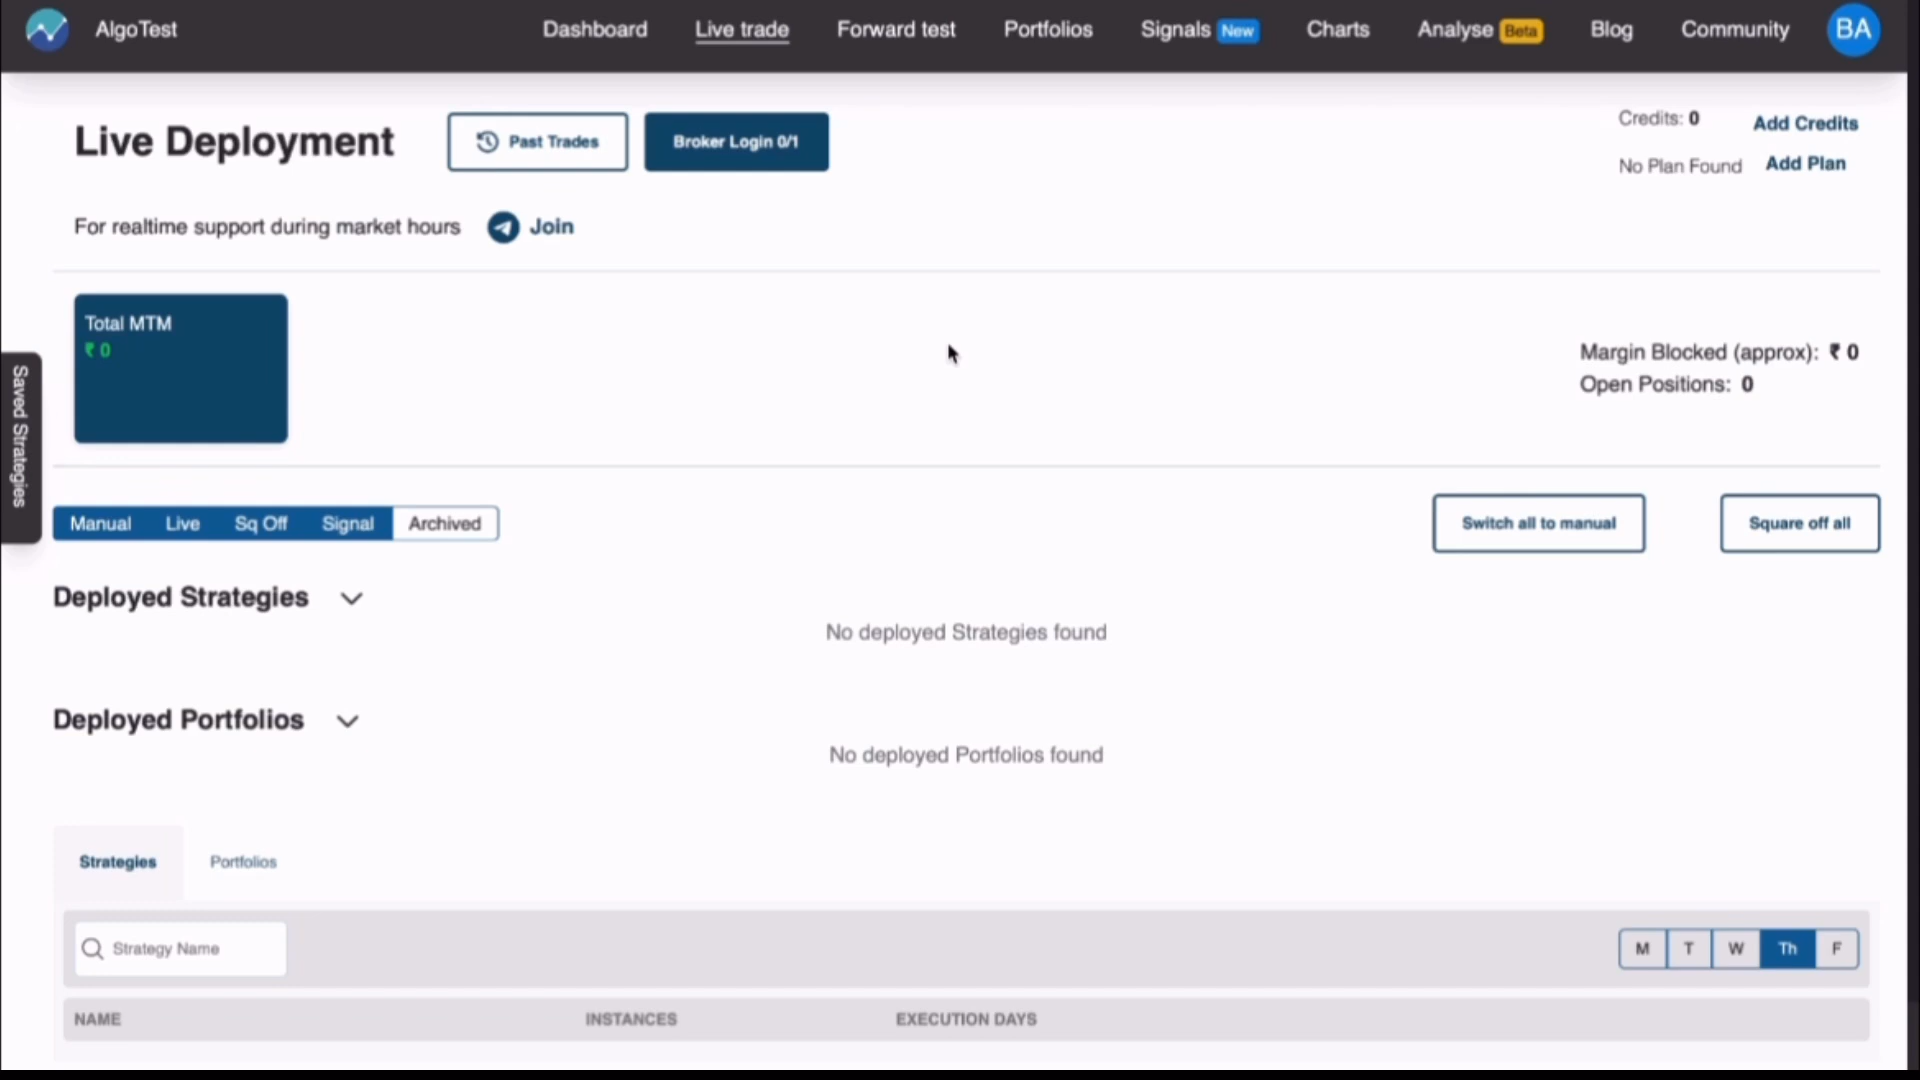 AlgoTest
Dashboard
Live trade
Forward test
Portfolios
Signals New
Charts
Analyse Beta
Blog
Community
BA
Live Deployment
Past Trades
Broker Login 0/1
Credits: 0
Add Credits
No Plan Found
Add Plan
For realtime support during market hours
Join
Total MTM
₹ 0
Margin Blocked (approx): ₹ 0
Open Positions: 0
Saved Strategies
Manual
Live
Sq Off
Signal
Archived
Switch all to manual
Square off all
Deployed Strategies
No deployed Strategies found
Deployed Portfolios
No deployed Portfolios found
Strategies
Portfolios
Strategy Name
M
T
W
Th
F
NAME
INSTANCES
EXECUTION DAYS